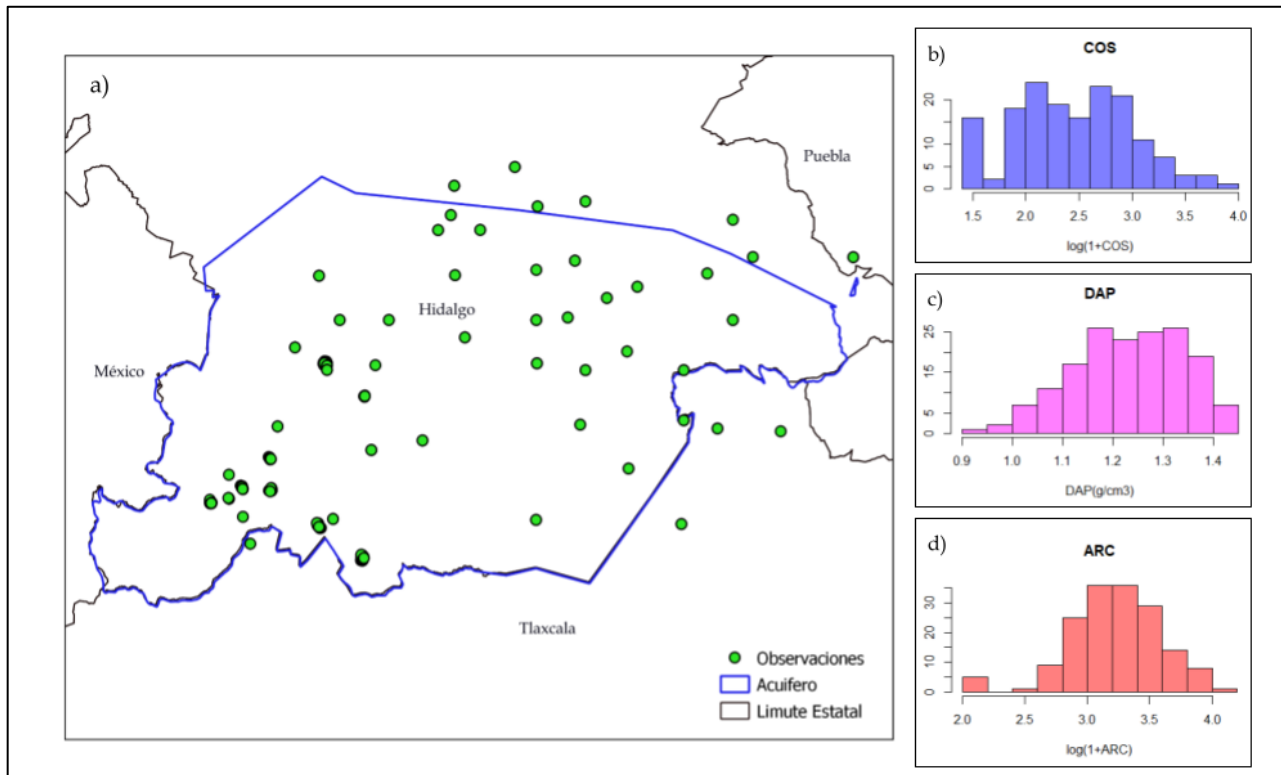 a)
Puebla
Hidalgo
México
Tlaxcala
Observaciones
Acuifero
Limute Estatal
b)
COS
20
15
10
5
0
1.5 2.0 2.5 3.0 3.5 4.0
log(1+COS)
c)
DAP
25
15
5
0
0.9 1.0 1.1 1.2 1.3 1.4
DAP(g/cm3)
d)
ARC
30
20
10
0
2.0 2.5 3.0 3.5 4.0
log(1+ARC)